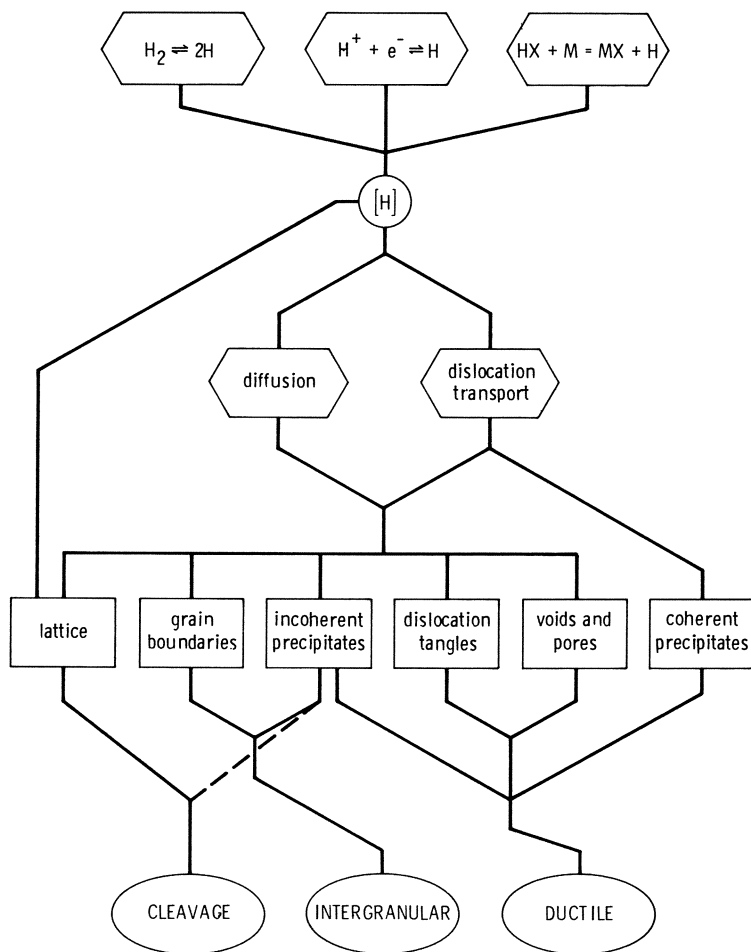 H₂ ⇌ 2H
H⁺ + e⁻ ⇌ H
HX + M = MX + H
[H]
diffusion
dislocation
transport
lattice
grain
boundaries
incoherent
precipitates
dislocation
tangles
voids and
pores
coherent
precipitates
CLEAVAGE
INTERGRANULAR
DUCTILE